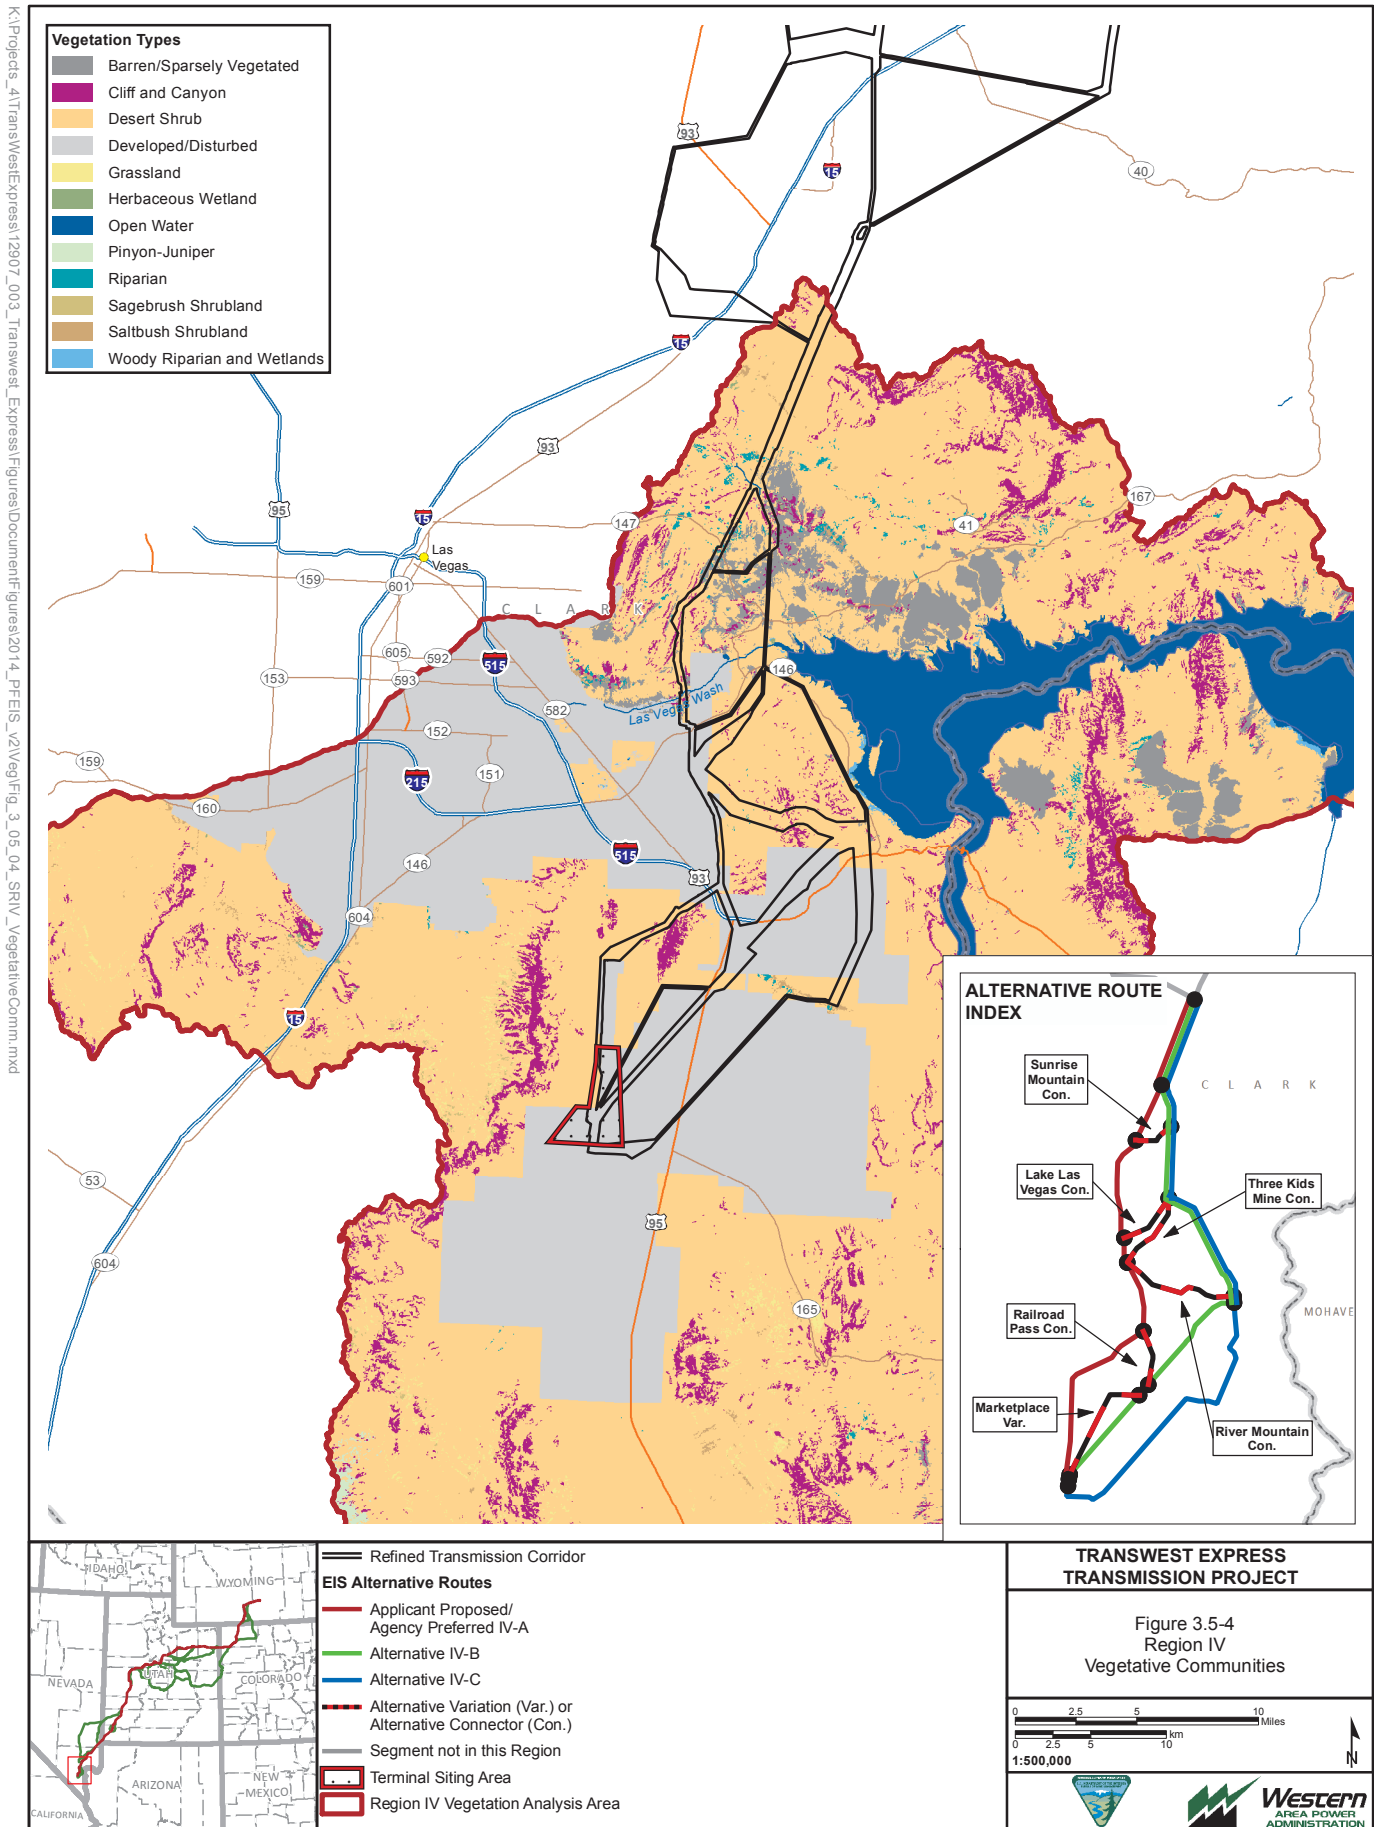 K:\Projects_4\TransWestExpress\12907_003_Transwest_Express\Figures\DocumentFigures\2014_PFEIS_v2\Veg\Fig_3_05_04_SRIV_VegetativeComm.mxd
Vegetation Types
Barren/Sparsely Vegetated
Cliff and Canyon
Desert Shrub
Developed/Disturbed
Grassland
Herbaceous Wetland
Open Water
Pinyon-Juniper
Riparian
Sagebrush Shrubland
Saltbush Shrubland
Woody Riparian and Wetlands
93
15
40
15
93
95
15
147
167
41
Las
Vegas
159
601
CLARK
605
592
515
593
153
146
582
Las Vegas Wash
152
159
215
151
160
515
146
93
604
15
53
95
604
165
ALTERNATIVE ROUTE
INDEX
Sunrise
Mountain
Con.
CLARK
Lake Las
Vegas Con.
Three Kids
Mine Con.
Railroad
Pass Con.
MOHAVE
Marketplace
Var.
River Mountain
Con.
IDAHO
WYOMING
NEVADA
UTAH
COLORADO
ARIZONA
NEW
MEXICO
CALIFORNIA
Refined Transmission Corridor
EIS Alternative Routes
Applicant Proposed/
Agency Preferred IV-A
Alternative IV-B
Alternative IV-C
Alternative Variation (Var.) or
Alternative Connector (Con.)
Segment not in this Region
Terminal Siting Area
Region IV Vegetation Analysis Area
TRANSWEST EXPRESS
TRANSMISSION PROJECT
Figure 3.5-4
Region IV
Vegetative Communities
0 2.5 5 10
Miles
km
0 2.5 5 10
1:500,000
N
Western
AREA POWER
ADMINISTRATION